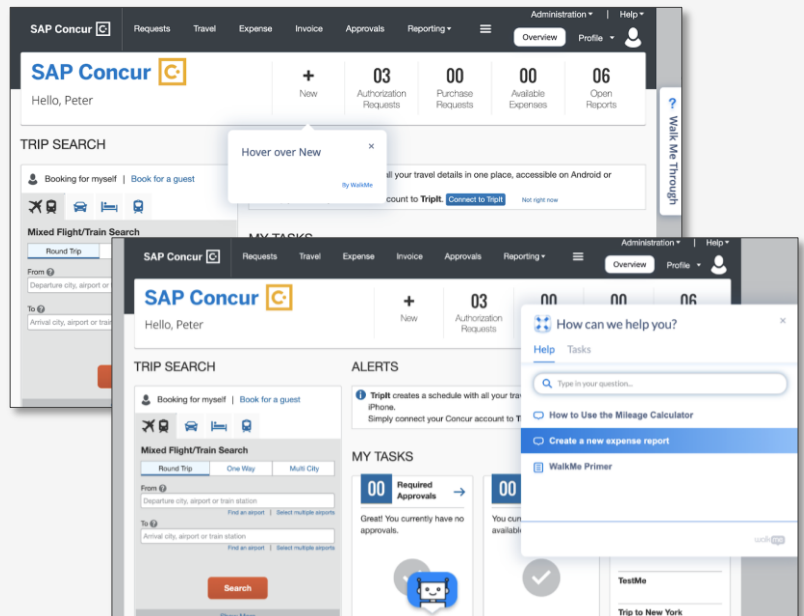 Administration | Help
SAP Concur C Requests Travel Expense Invoice Approvals Reporting
Overview Profile
SAP Concur C
Hello, Peter
+ New
03 Authorization Requests
00 Purchase Requests
00 Available Expenses
06 Open Reports
? Walk Me Through
Hover over New ×
By WalkMe
TRIP SEARCH
Booking for myself | Book for a guest
all your travel details in one place, accessible on Android or
count to TripIt. Connect to TripIt Not right now
Mixed Flight/Train Search
Round Trip
From
Departure city, airport or
To
Arrival city, airport or train
MY TASKS
Administration | Help
SAP Concur C Requests Travel Expense Invoice Approvals Reporting
Overview Profile
SAP Concur C
Hello, Peter
+ New
03 Authorization Requests
00
00
06
TRIP SEARCH
Booking for myself | Book for a guest
Mixed Flight/Train Search
Round Trip One Way Multi City
From
Departure city, airport or train station
Find an airport | Select multiple airports
To
Arrival city, airport or train station
Find an airport | Select multiple airports
Search
Show More
ALERTS
TripIt creates a schedule with all your tra
iPhone.
Simply connect your Concur account to T
MY TASKS
00 Required Approvals →
Great! You currently have no
approvals.
00
You cur
availabl
How can we help you? ×
Help Tasks
Type in your question...
How to Use the Mileage Calculator
Create a new expense report
WalkMe Primer
walkme
TestMe
Trip to New York